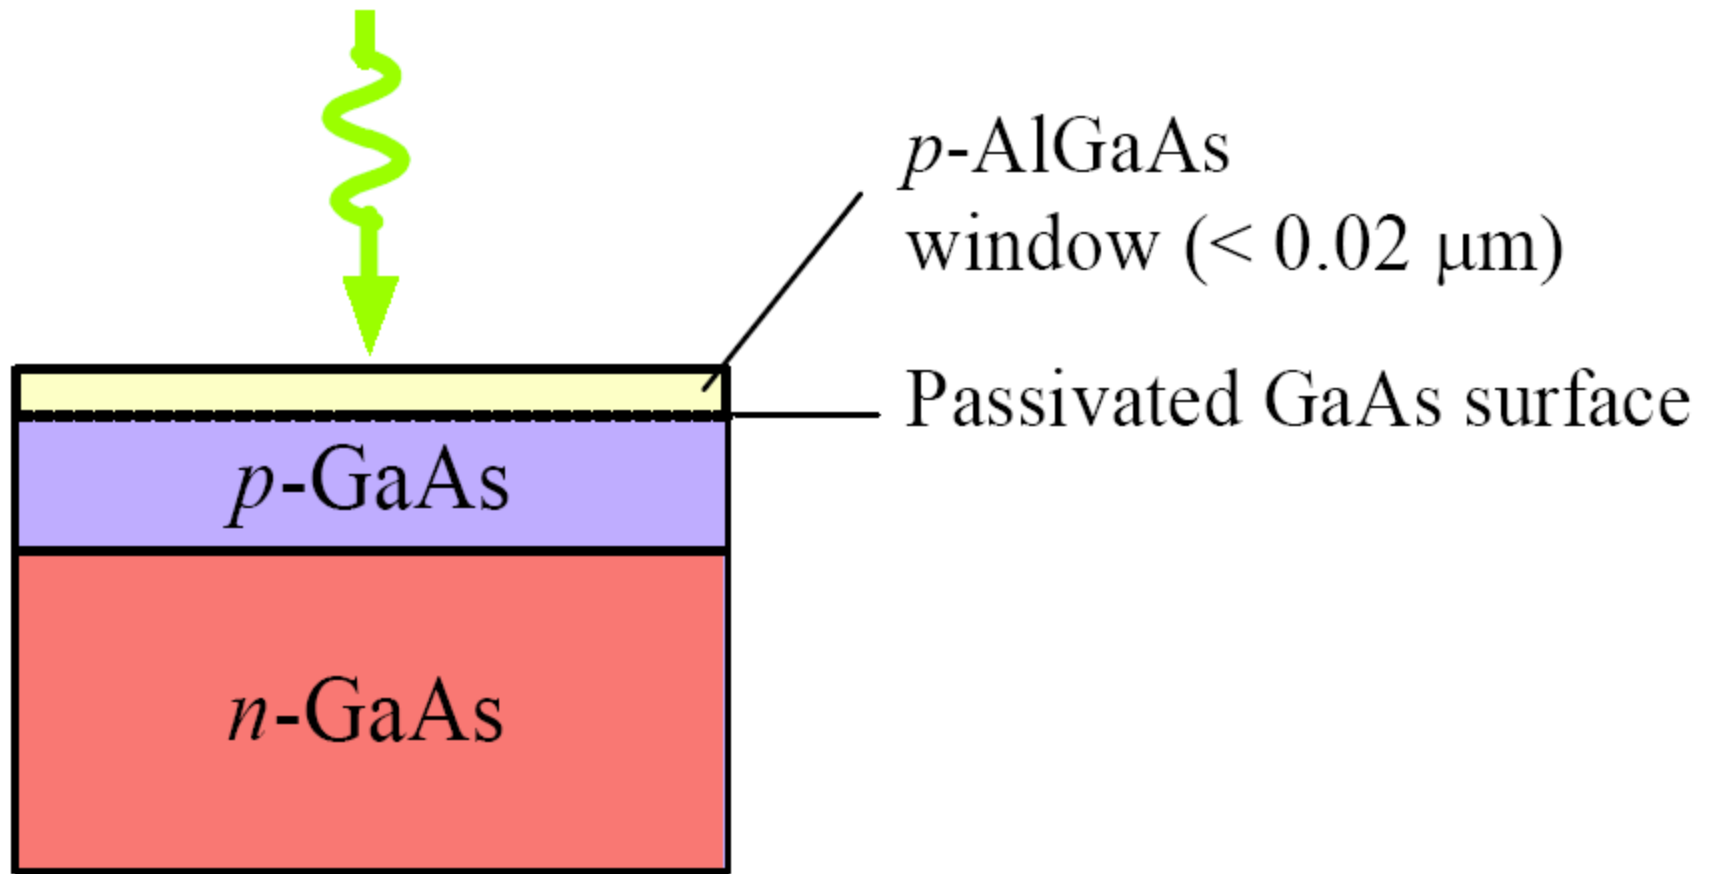 p-AlGaAs
window (< 0.02 μm)
Passivated GaAs surface
p-GaAs
n-GaAs